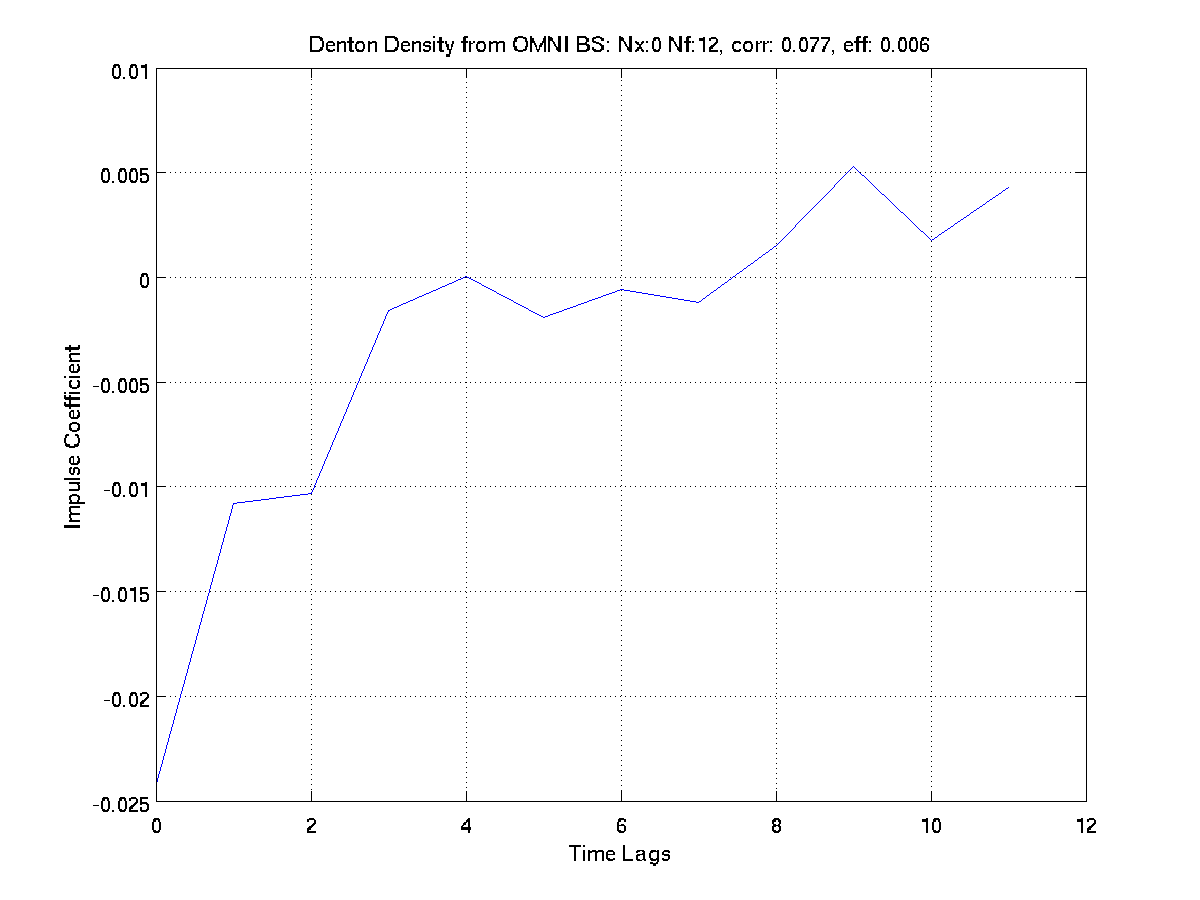 Denton Density from OMNI BS: Nx:0 Nf:12, corr: 0.077, eff: 0.006
0.01
0.005
0
-0.005
-0.01
-0.015
-0.02
-0.025
Impulse Coefficient
0 2 4 6 8 10 12
Time Lags